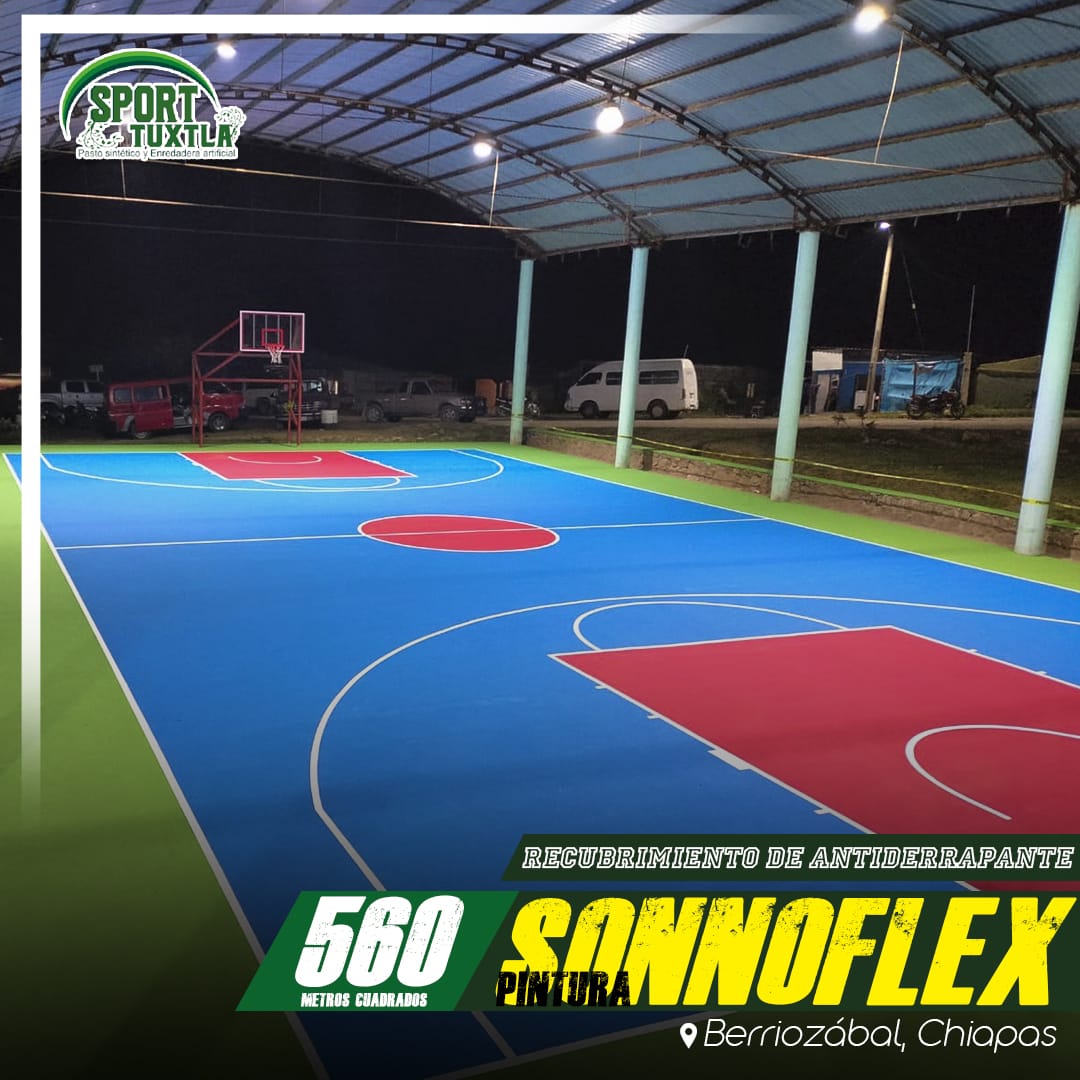 SPORT
TUXTLA
Pasto sintético y Enredadera artificial
RECUBRIMIENTO DE ANTIDERRAPANTE
560
METROS CUADRADOS
SONNOFLEX
PINTURA
Berriozábal, Chiapas